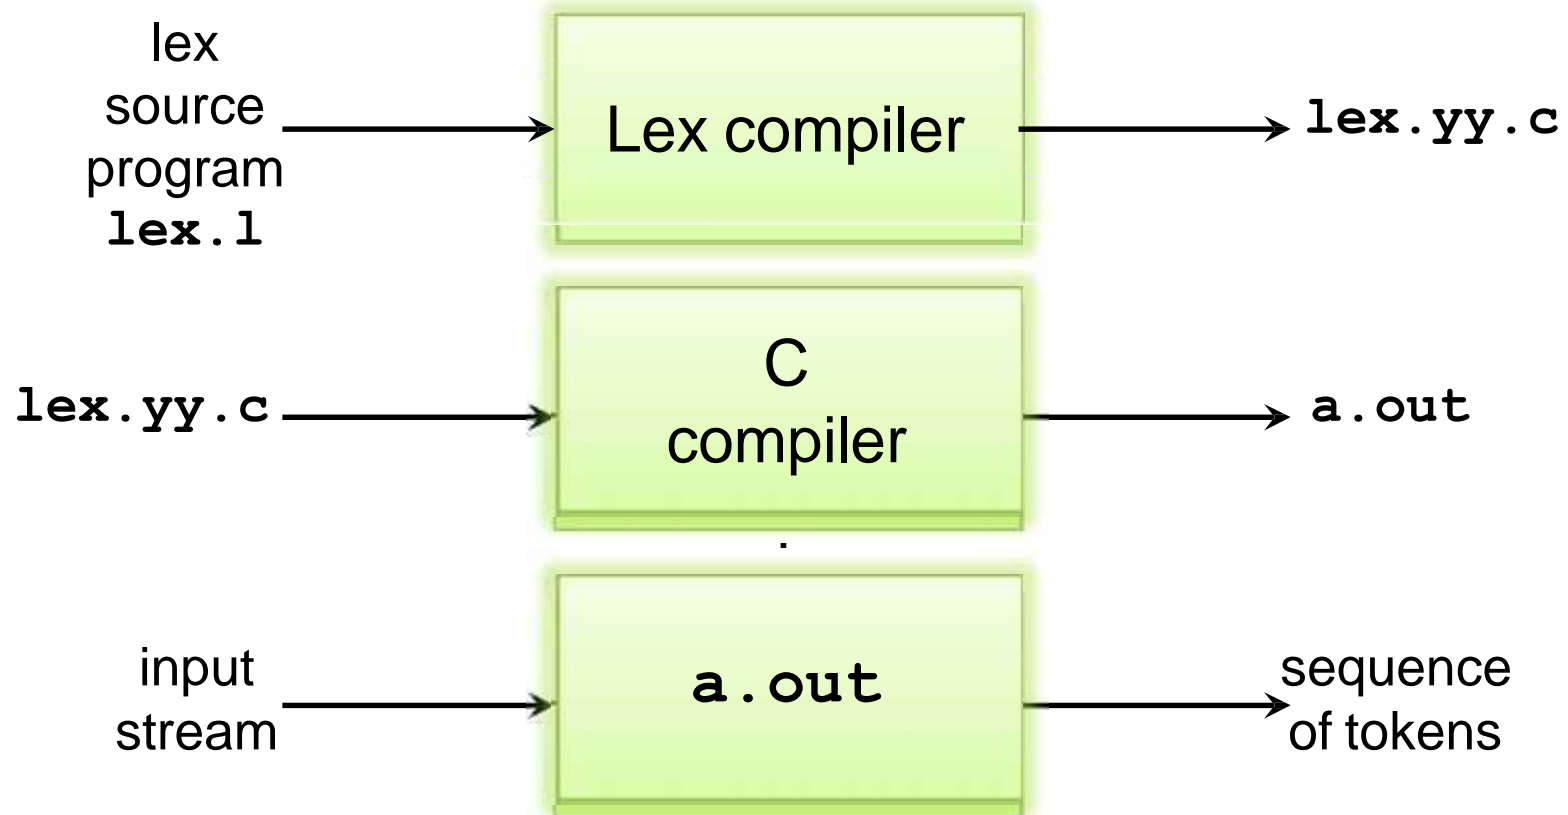 lex
source
program
lex.l
Lex compiler
lex.yy.c
lex.yy.c
C
compiler
a.out
input
stream
a.out
sequence
of tokens